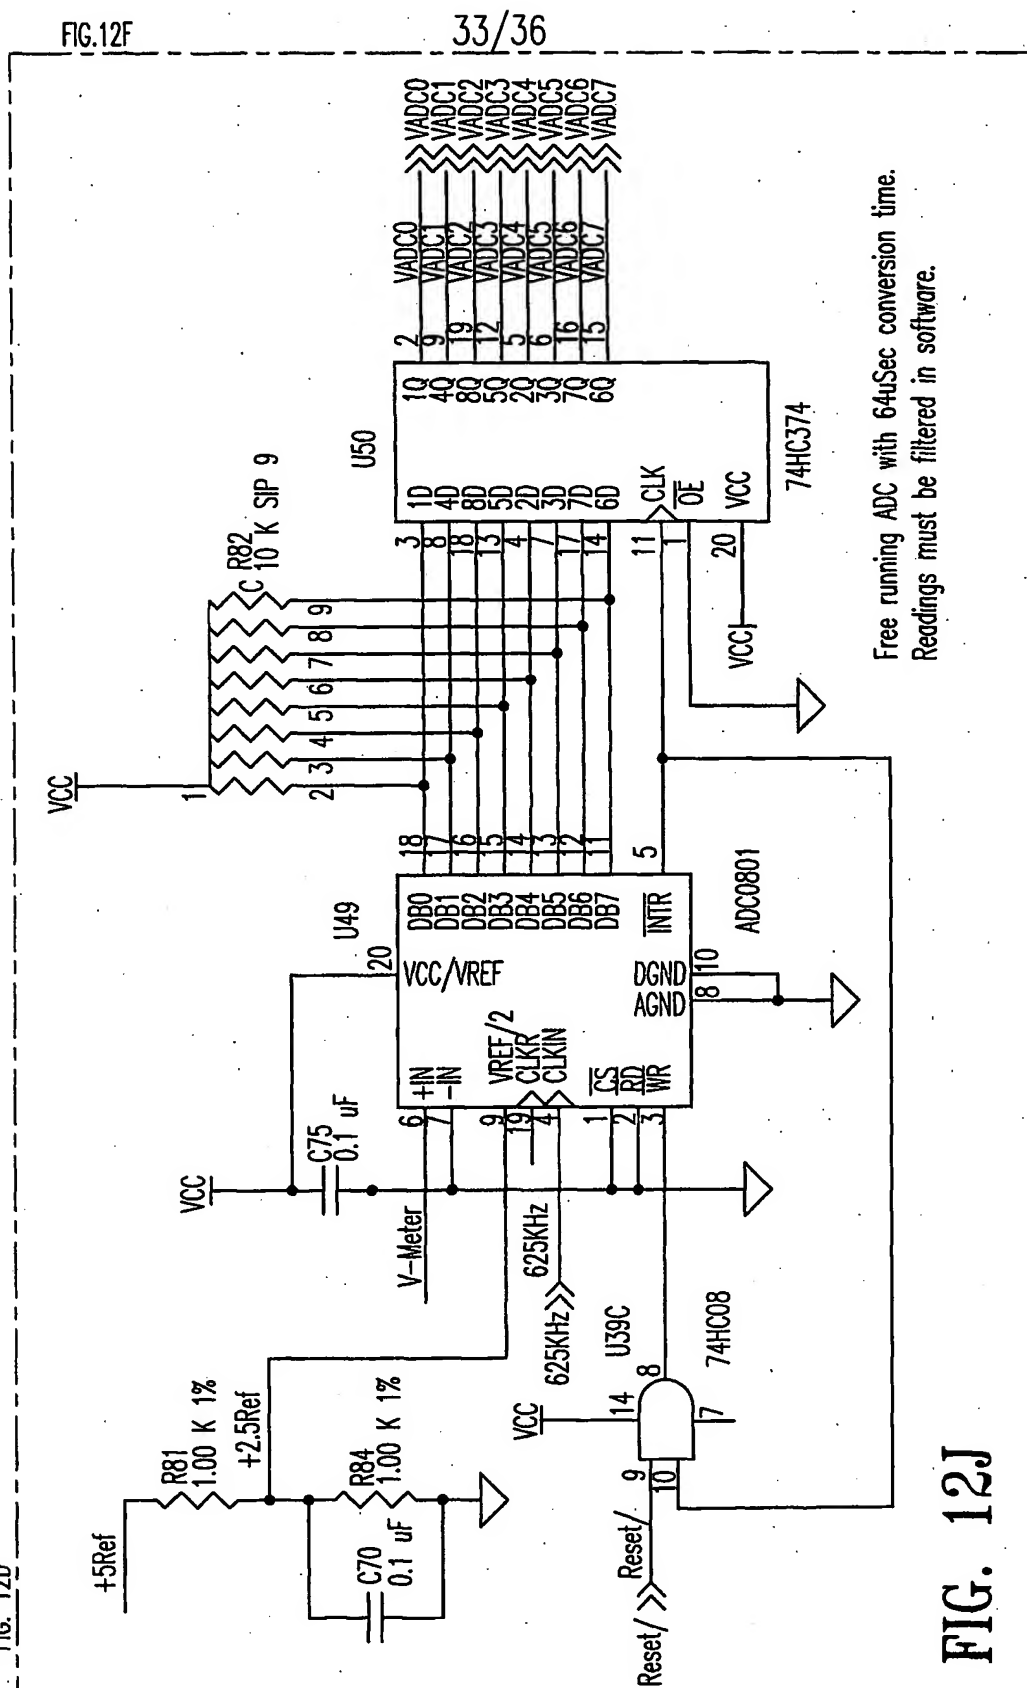 FIG.12F
33/36
FIG. 12D
+5Ref
R81
1.00 K 1%
+2.5Ref
R84
1.00 K 1%
C70
0.1 uF
VCC
C75
0.1 uF
V-Meter
625KHz
625KHz
Reset/
Reset/
VCC
9
10
14
7
8
U39C
74HC08
U49
20
VCC/VREF
6 +IN
7 -IN
9 VREF/2
19 CLKR
4 CLKIN
1 CS
2 RD
3 WR
AGND 8
DGND 10
ADC0801
DB0 18
DB1 17
DB2 16
DB3 15
DB4 14
DB5 13
DB6 12
DB7 11
INTR 5
VCC
1
2
3
4
5
6
7
8
9
C R82
10 K SIP 9
U50
3 1D
8 4D
18 8D
13 5D
4 2D
7 3D
17 7D
14 6D
11 CLK
1 OE
20 VCC
VCC
74HC374
1Q 2 VADC0 VADC0
4Q 9 VADC1 VADC1
8Q 19 VADC2 VADC2
5Q 12 VADC3 VADC3
2Q 5 VADC4 VADC4
3Q 6 VADC5 VADC5
7Q 16 VADC6 VADC6
6Q 15 VADC7 VADC7
Free running ADC with 64uSec conversion time.
Readings must be filtered in software.
FIG. 12J